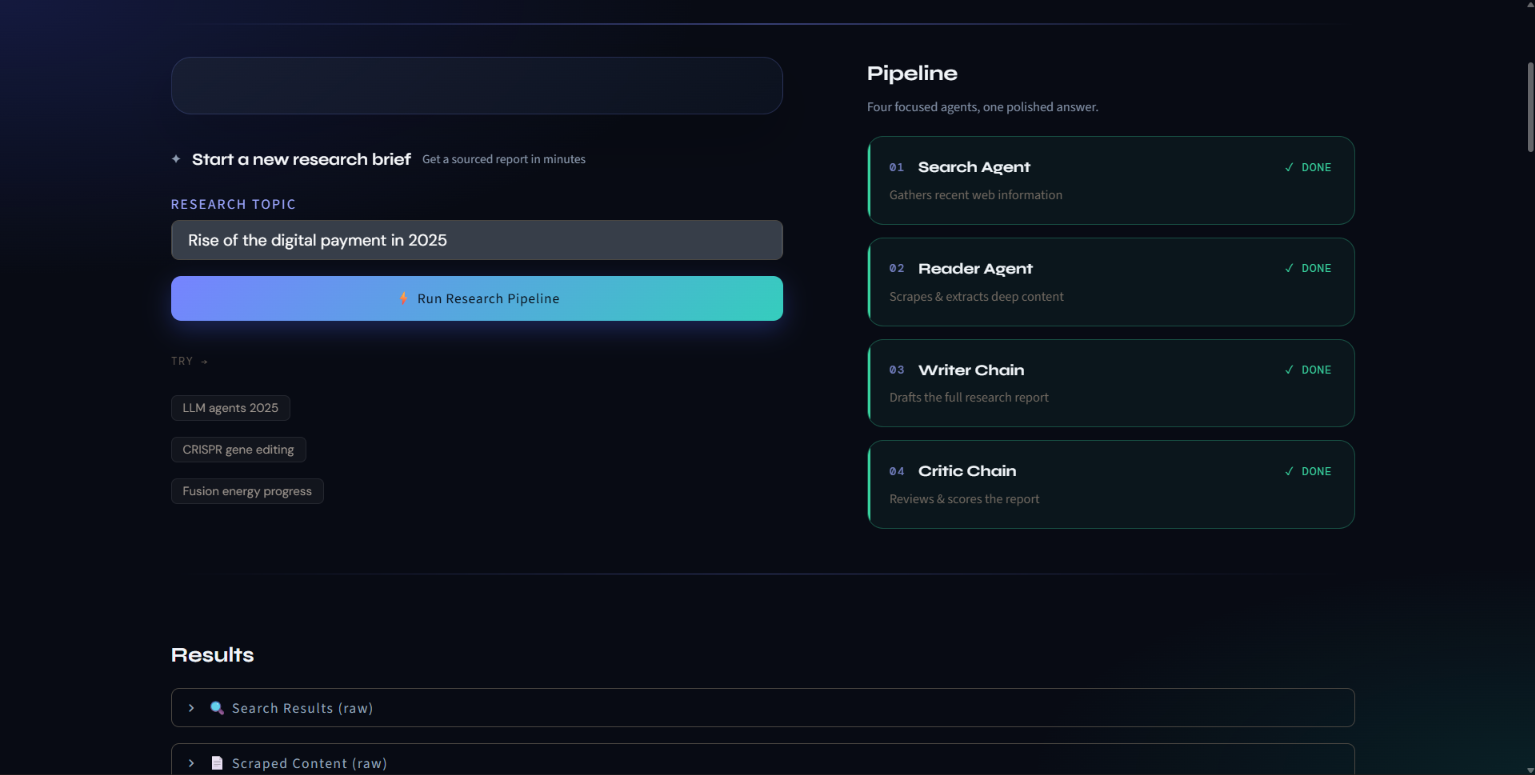 ✦ Start a new research brief Get a sourced report in minutes
RESEARCH TOPIC
Rise of the digital payment in 2025
⚡ Run Research Pipeline
TRY →
LLM agents 2025
CRISPR gene editing
Fusion energy progress
Pipeline
Four focused agents, one polished answer.
01 Search Agent ✓ DONE
Gathers recent web information
02 Reader Agent ✓ DONE
Scrapes & extracts deep content
03 Writer Chain ✓ DONE
Drafts the full research report
04 Critic Chain ✓ DONE
Reviews & scores the report
Results
🔍 Search Results (raw)
📄 Scraped Content (raw)